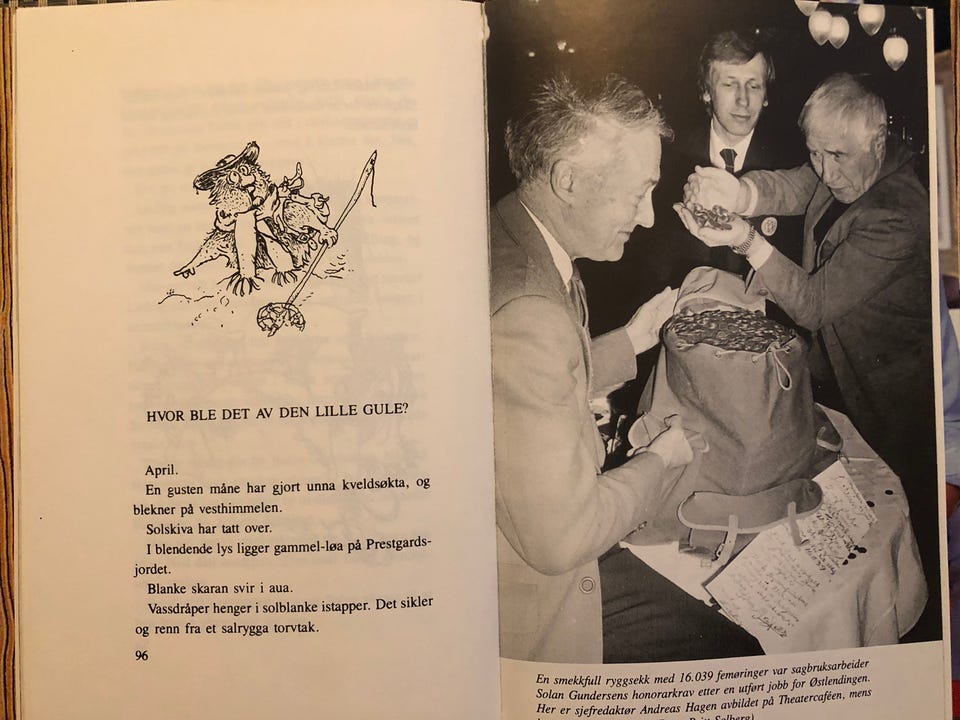 HVOR BLE DET AV DEN LILLE GULE?
April.
En gusten måne har gjort unna kveldsøkta, og
blekner på vesthimmelen.
Solskiva har tatt over.
I blendende lys ligger gammel-løa på Prestgards-
jordet.
Blanke skaran svir i aua.
Vassdråper henger i solblanke istapper. Det sikler
og renn fra et salrygga torvtak.
96
En smekkfull ryggsekk med 16.039 femøringer var sagbruksarbeider
Solan Gundersens honorarkrav etter en utført jobb for Østlendingen.
Her er sjefredaktør Andreas Hagen avbildet på Theatercaféen, mens
Britt Solberg)